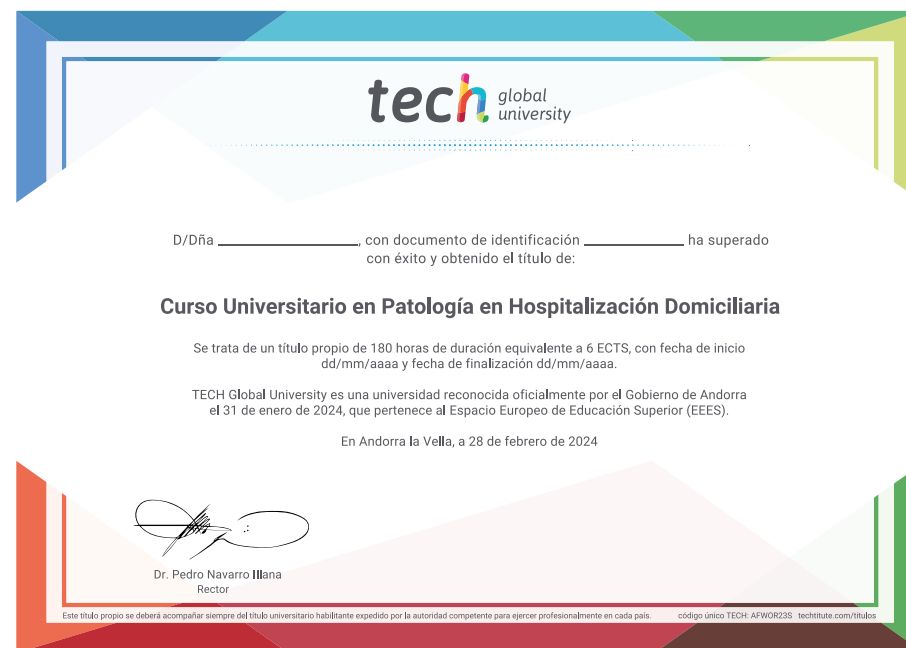 tech global university
D/Dña ____________________, con documento de identificación ______________ ha superado
con éxito y obtenido el título de:
Curso Universitario en Patología en Hospitalización Domiciliaria
Se trata de un título propio de 180 horas de duración equivalente a 6 ECTS, con fecha de inicio
dd/mm/aaaa y fecha de finalización dd/mm/aaaa.
TECH Global University es una universidad reconocida oficialmente por el Gobierno de Andorra
el 31 de enero de 2024, que pertenece al Espacio Europeo de Educación Superior (EEES).
En Andorra la Vella, a 28 de febrero de 2024
Dr. Pedro Navarro Illana
Rector
Este título propio se deberá acompañar siempre del título universitario habilitante expedido por la autoridad competente para ejercer profesionalmente en cada país. código único TECH: AFWOR23S techtitute.com/titulos